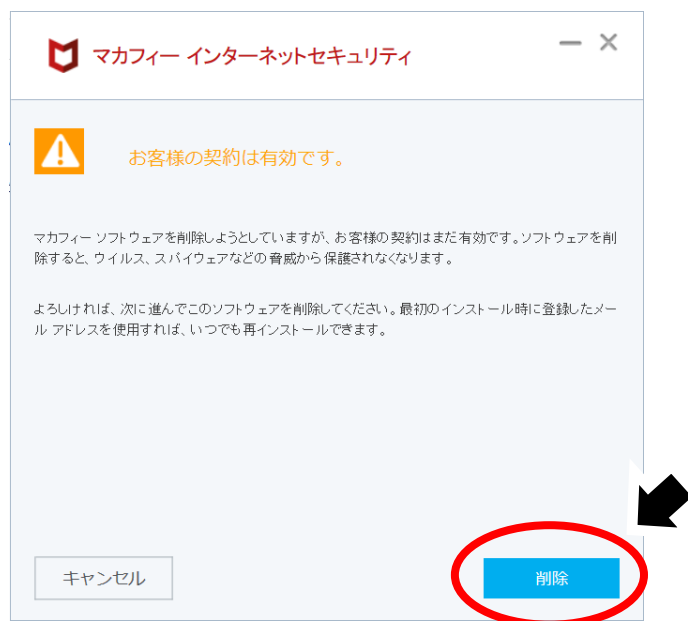 マカフィー インターネットセキュリティ
お客様の契約は有効です。
マカフィー ソフトウェアを削除しようとしていますが、お客様の契約はまだ有効です。ソフトウェアを削
除すると、ウイルス、スパイウェアなどの脅威から保護されなくなります。
よろしければ、次に進んでこのソフトウェアを削除してください。最初のインストール時に登録したメー
ル アドレスを使用すれば、いつでも再インストールできます。
キャンセル
削除